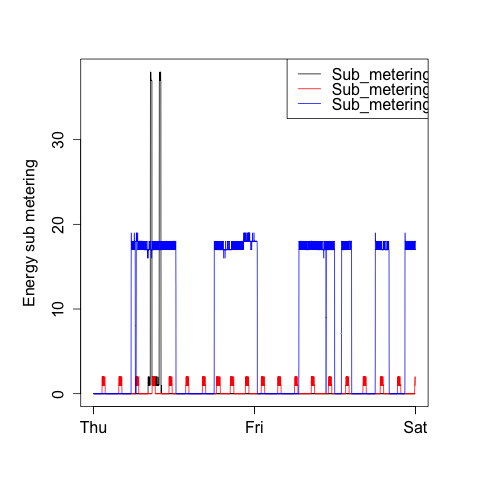 Sub_metering
Sub_metering
Sub_metering
Energy sub metering
0
10
20
30
Thu
Fri
Sat